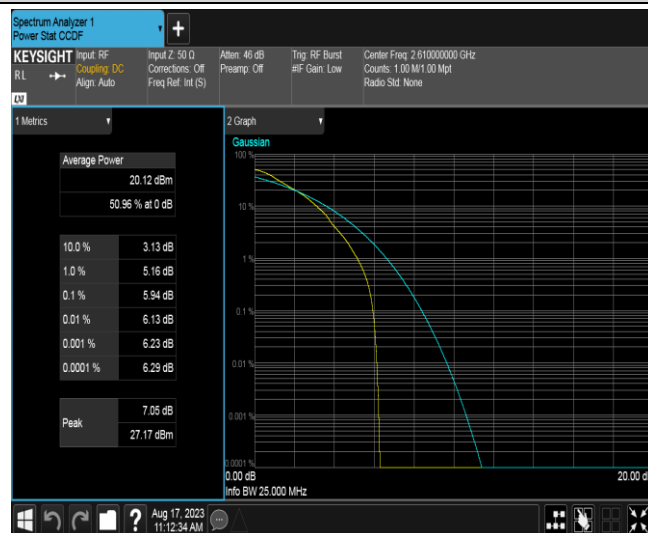 Spectrum Analyzer 1
Power Stat CCDF
+
KEYSIGHT
RL
LXI
Input: RF
Coupling: DC
Align: Auto
Input Z: 50 Ω
Corrections: Off
Freq Ref: Int (S)
Atten: 46 dB
Preamp: Off
Trig: RF Burst
#IF Gain: Low
Center Freq: 2.610000000 GHz
Counts: 1.00 M/1.00 Mpt
Radio Std: None
1 Metrics
Average Power
20.12 dBm
50.96 % at 0 dB
10.0 % 3.13 dB
1.0 % 5.16 dB
0.1 % 5.94 dB
0.01 % 6.13 dB
0.001 % 6.23 dB
0.0001 % 6.29 dB
Peak
7.05 dB
27.17 dBm
2 Graph
Gaussian
100 %
10 %
1 %
0.1 %
0.01 %
0.001 %
0.0001 %
0.00 dB 20.00 d
Info BW 25.000 MHz
?
Aug 17, 2023
11:12:34 AM